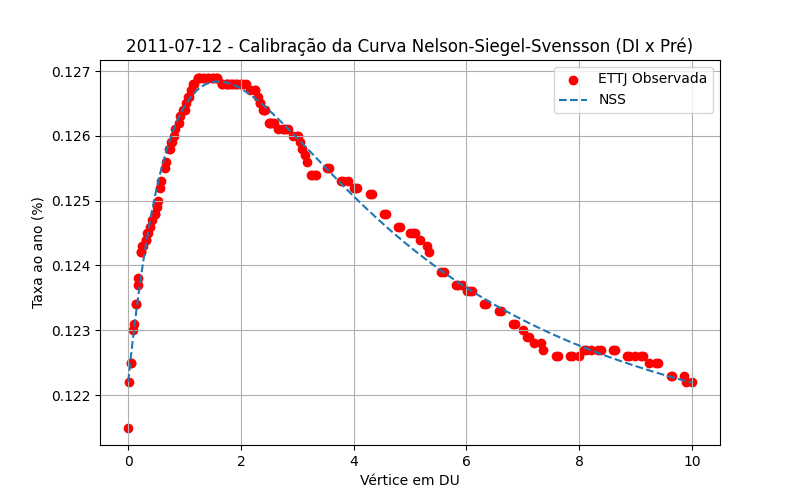 2011-07-12 - Calibração da Curva Nelson-Siegel-Svensson (DI x Pré)
ETTJ Observada
NSS
Taxa ao ano (%)
0.127
0.126
0.125
0.124
0.123
0.122
0 2 4 6 8 10
Vértice em DU